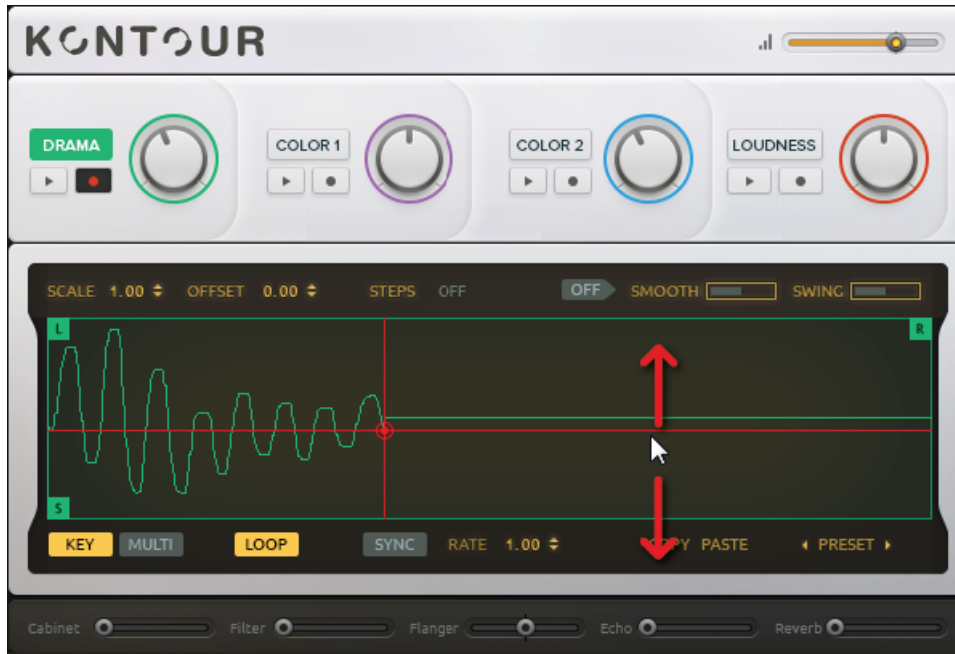 KONTOUR
DRAMA COLOR 1 COLOR 2 LOUDNESS
SCALE 1.00 OFFSET 0.00 STEPS OFF OFF SMOOTH SWING
L R
S
KEY MULTI LOOP SYNC RATE 1.00 COPY PASTE PRESET
Cabinet Filter Flanger Echo Reverb